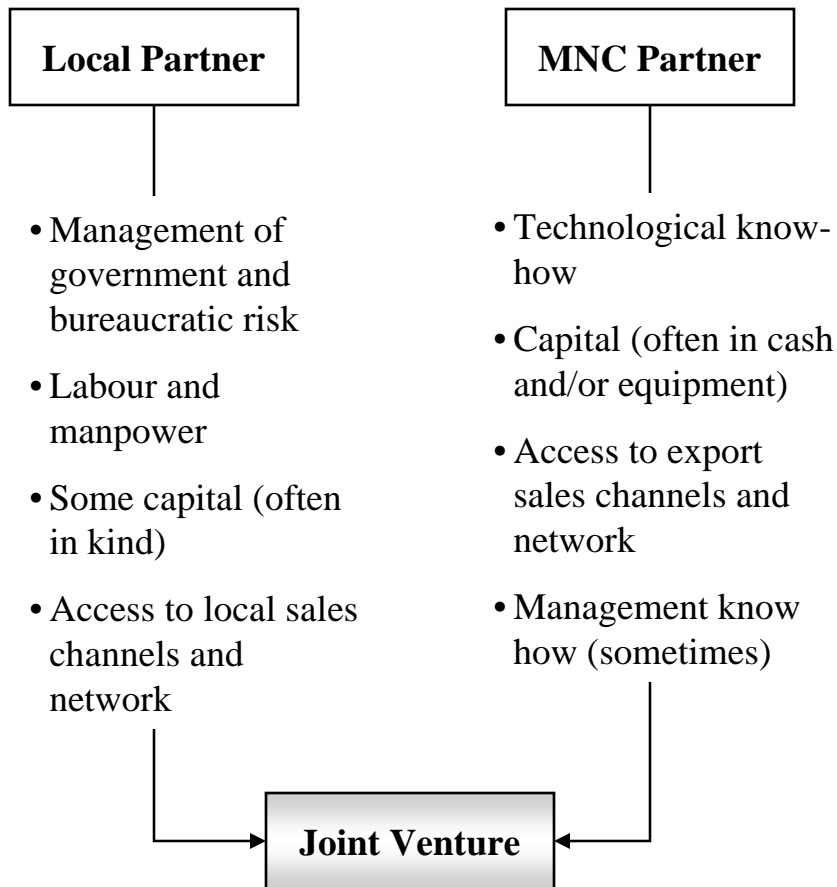 Local Partner
• Management of
government and
bureaucratic risk
• Labour and
manpower
• Some capital (often
in kind)
• Access to local sales
channels and
network
MNC Partner
• Technological know-
how
• Capital (often in cash
and/or equipment)
• Access to export
sales channels and
network
• Management know
how (sometimes)
Joint Venture